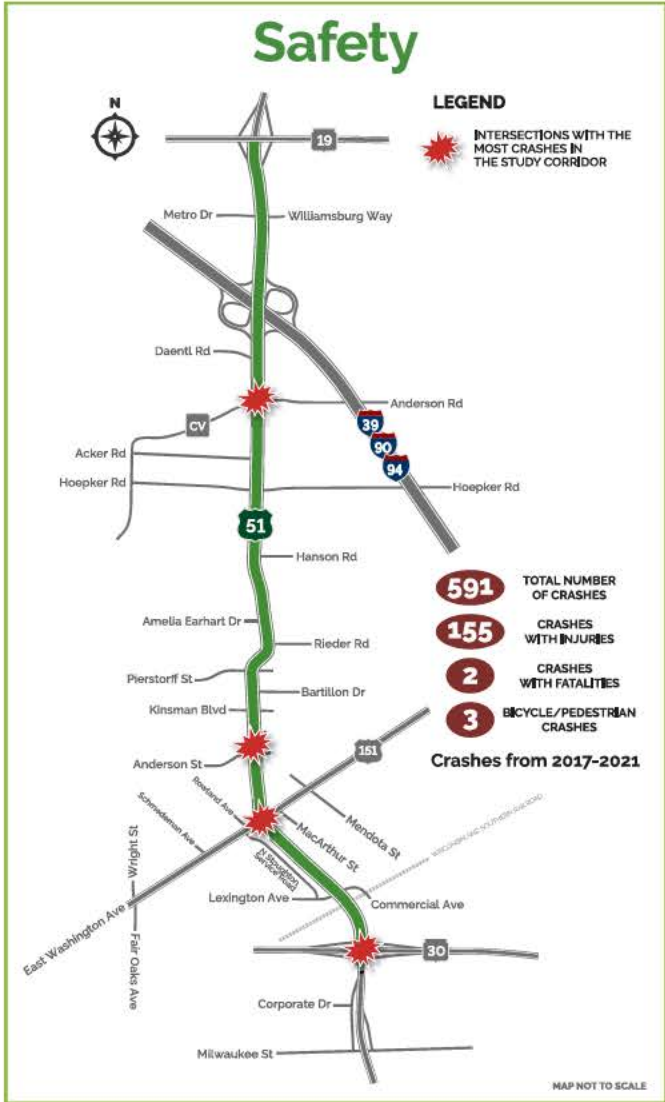 Safety
N
LEGEND
INTERSECTIONS WITH THE
MOST CRASHES IN
THE STUDY CORRIDOR
19
Metro Dr
Williamsburg Way
Daentl Rd
Anderson Rd
CV
39
90
94
Acker Rd
Hoepker Rd
Hoepker Rd
51
Hanson Rd
591
TOTAL NUMBER
OF CRASHES
155
CRASHES
WITH INJURIES
2
CRASHES
WITH FATALITIES
3
BICYCLE/PEDESTRIAN
CRASHES
Crashes from 2017-2021
Amelia Earhart Dr
Rieder Rd
Pierstorff St
Bartillon Dr
Kinsman Blvd
Anderson St
151
Rowland Ave
Schmedeman Ave
Mendota St
MacArthur St
N Stoughton
Service Road
WISCONSIN AND SOUTHERN RAILROAD
Wright St
Lexington Ave
Commercial Ave
East Washington Ave
Fair Oaks Ave
30
Corporate Dr
Milwaukee St
MAP NOT TO SCALE